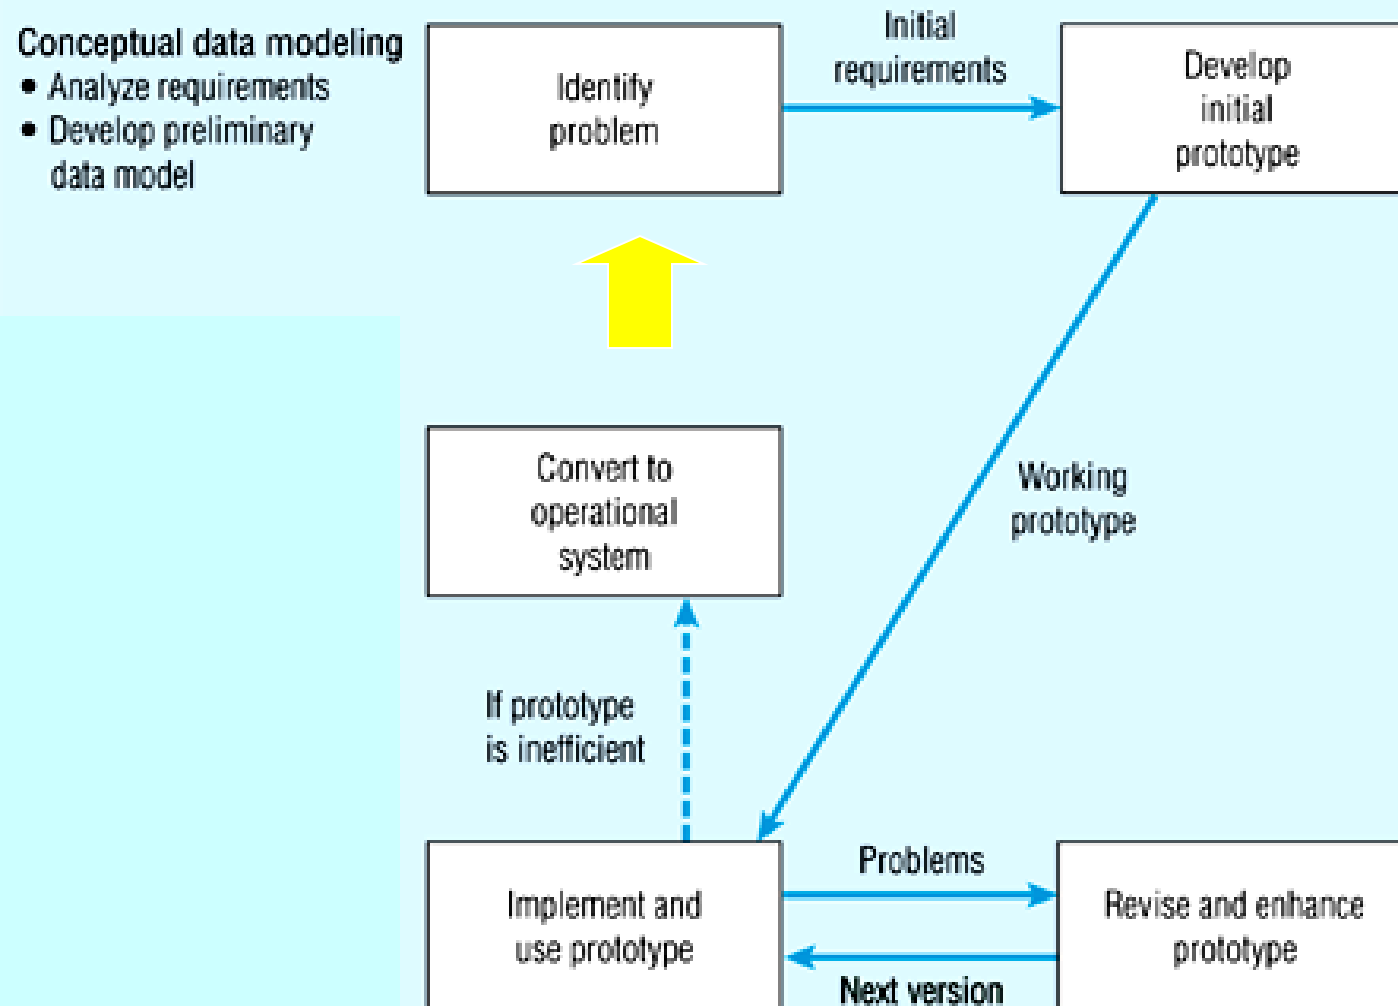 Conceptual data modeling
• Analyze requirements
• Develop preliminary
data model
Identify
problem
Initial
requirements
Develop
initial
prototype
Convert to
operational
system
Working
prototype
If prototype
is inefficient
Implement and
use prototype
Problems
Next version
Revise and enhance
prototype